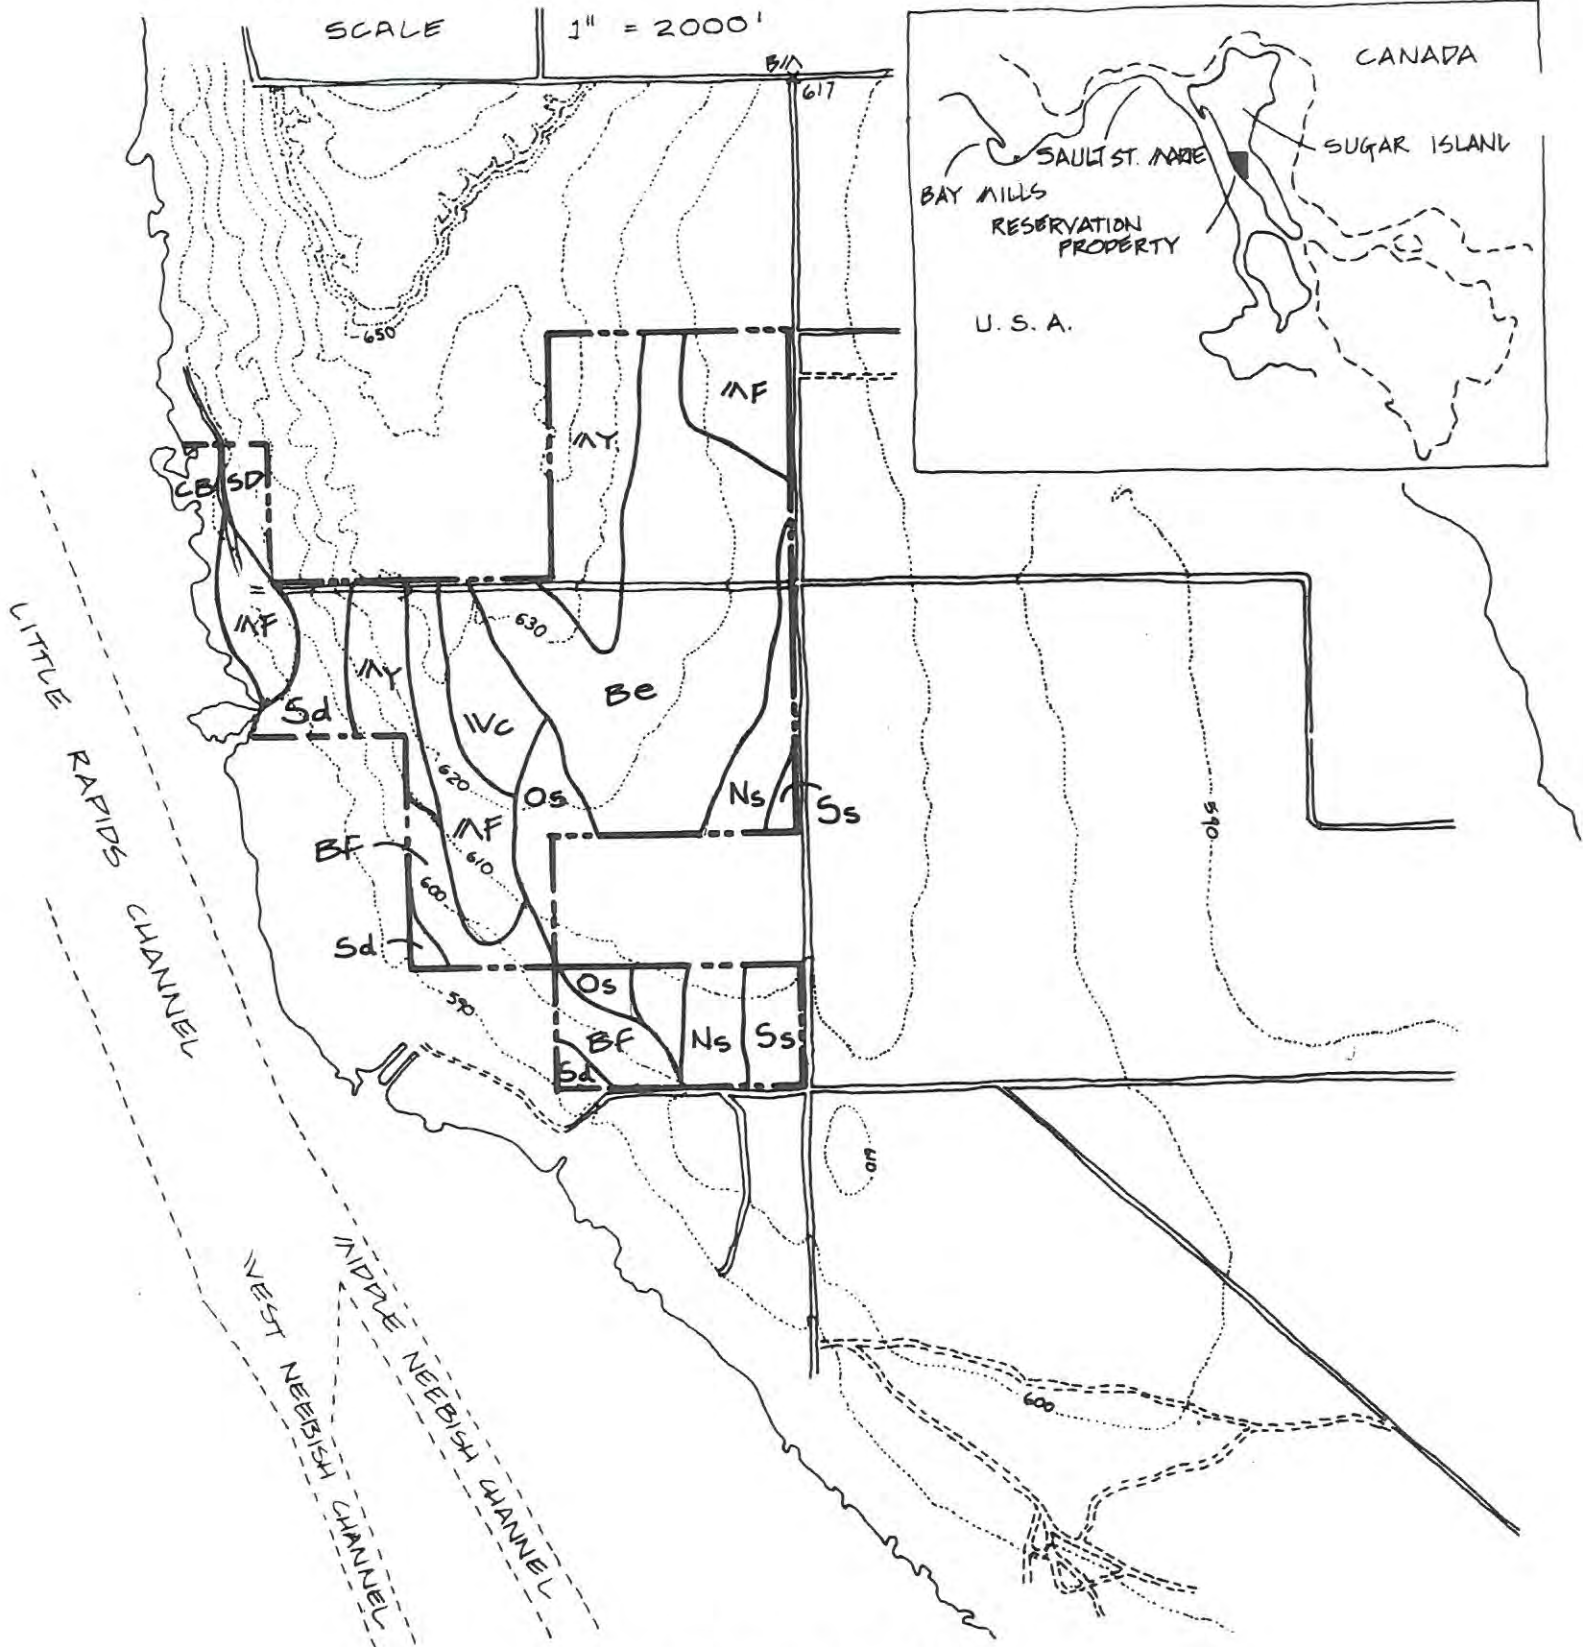 SCALE 1" = 2000'
BM
617
CANADA
SUGAR ISLAND
SAULT ST. MARIE
BAY MILLS
RESERVATION
PROPERTY
U. S. A.
650
MF
MY
CB
SD
630
MF
MY
Be
Sd
Wc
620
Os
Ns
Ss
MF
BF
610
600
590
Sd
Os
590
BF
Ns
Ss
Sd
610
LITTLE RAPIDS CHANNEL
WEST NEEBISH CHANNEL
MIDDLE NEEBISH CHANNEL
600